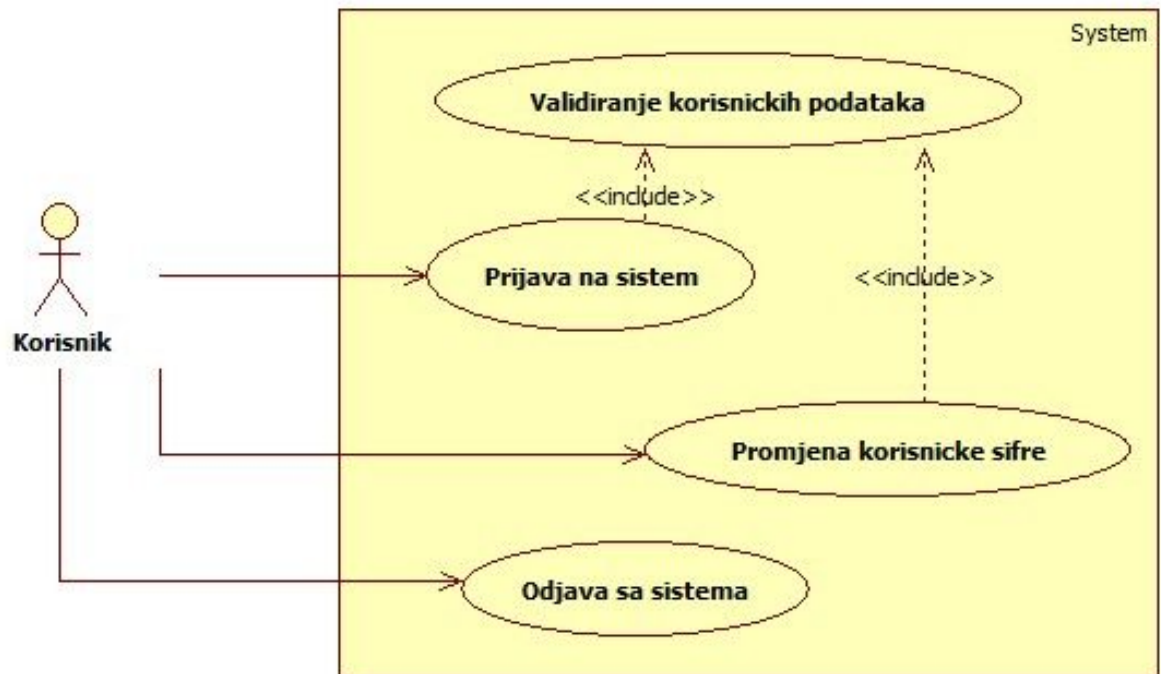 System
Validiranje korisnickih podataka
<<include>>
Prijava na sistem
<<include>>
Korisnik
Promjena korisnicke sifre
Odjava sa sistema